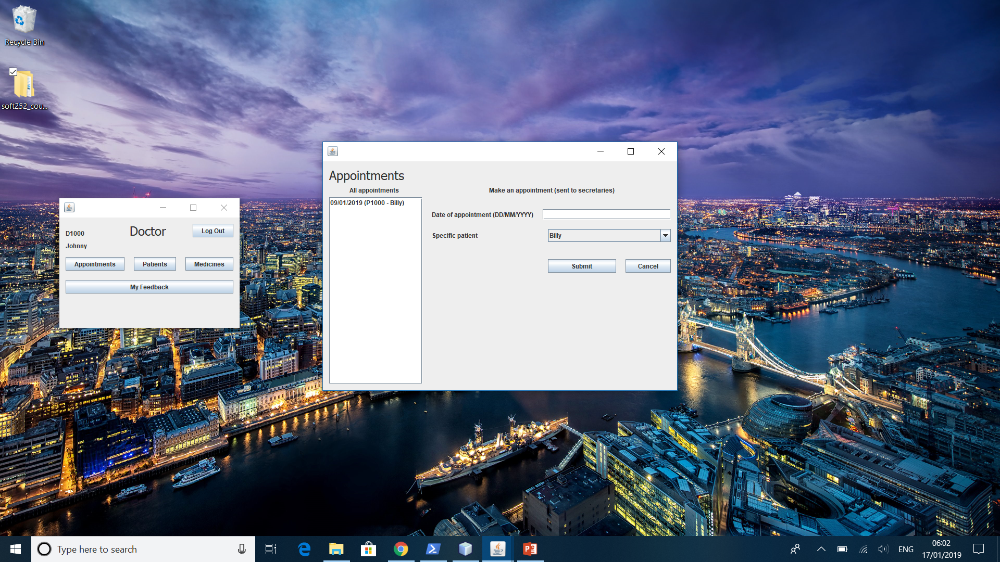 Recycle Bin
soft252_cou...
D1000
Doctor
Log Out
Johnny
Appointments
Patients
Medicines
My Feedback
Appointments
All appointments
Make an appointment (sent to secretaries)
09/01/2019 (P1000 - Billy)
Date of appointment (DD/MM/YYYY)
Specific patient
Billy
Submit
Cancel
Type here to search
ENG
06:02
17/01/2019